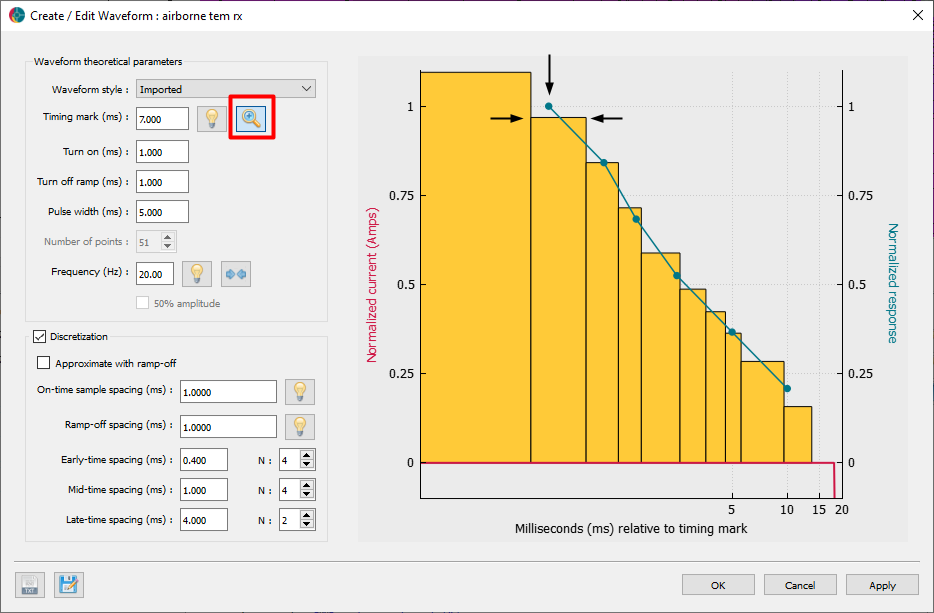 Create / Edit Waveform : airborne tem rx
Waveform theoretical parameters
Waveform style : Imported
Timing mark (ms) : 7.000
Turn on (ms) : 1.000
Turn off ramp (ms) : 1.000
Pulse width (ms) : 5.000
Number of points : 51
Frequency (Hz) : 20.00
50% amplitude
Discretization
Approximate with ramp-off
On-time sample spacing (ms) : 1.0000
Ramp-off spacing (ms) : 1.0000
Early-time spacing (ms) : 0.400 N : 4
Mid-time spacing (ms) : 1.000 N : 4
Late-time spacing (ms) : 4.000 N : 2
Normalized current (Amps)
1
0.75
0.5
0.25
0
1
0.75
0.5
0.25
0
Normalized response
5 10 15 20
Milliseconds (ms) relative to timing mark
TXT
OK Cancel Apply